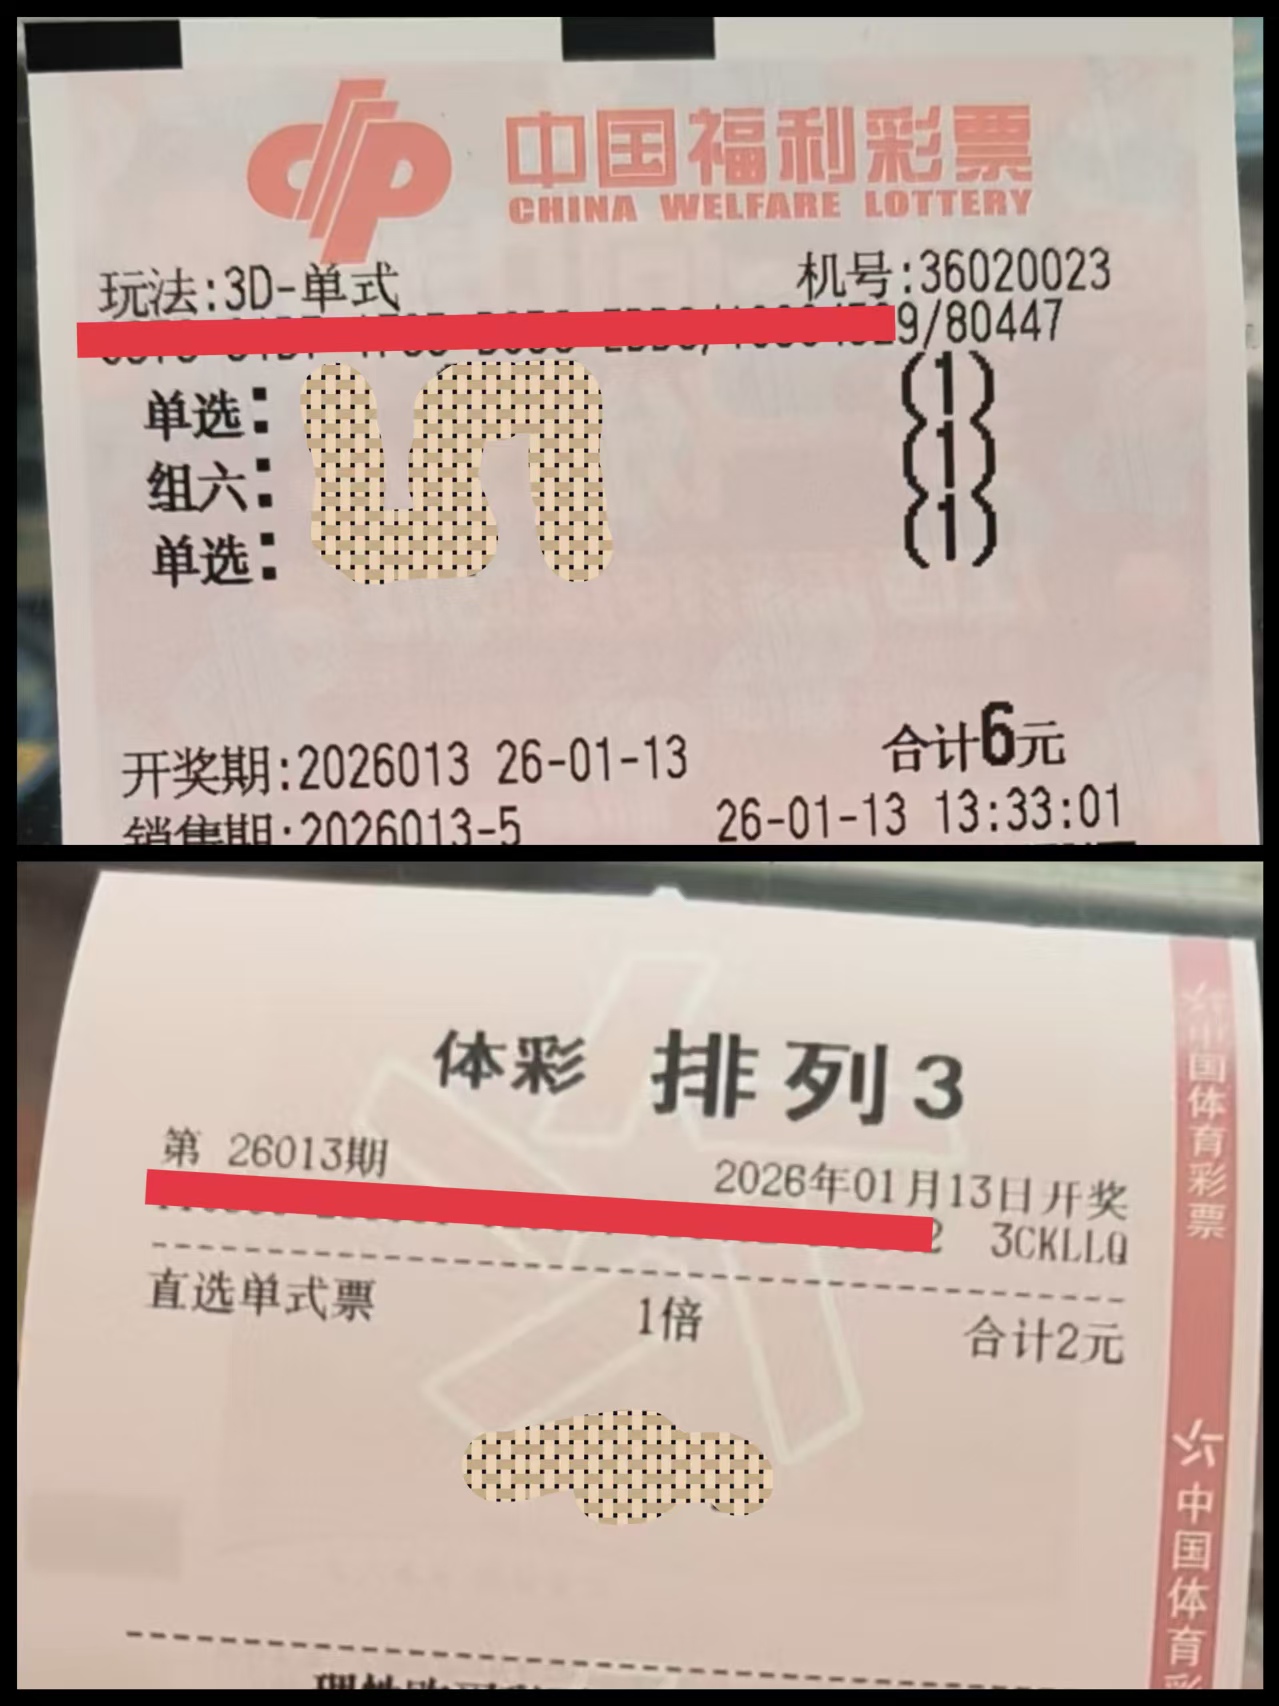 中国福利彩票
CHINA WELFARE LOTTERY
玩法:3D-单式 机号:36020023
9/80447
单选: (1)
组六: (1)
单选: (1)
合计6元
开奖期:2026013 26-01-13
销售期:2026013-5 26-01-13 13:33:01
体彩 排列3
第 26013期 2026年01月13日开奖
2 3CKLLQ
直选单式票 1倍 合计2元
中国体育彩票
中国体育彩